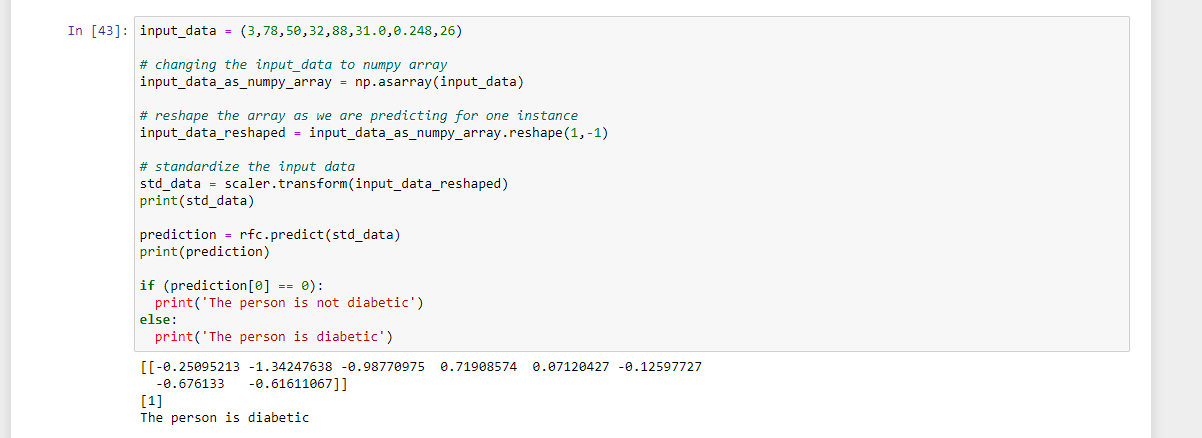 In [43]: input_data = (3,78,50,32,88,31.0,0.248,26)
# changing the input_data to numpy array
input_data_as_numpy_array = np.asarray(input_data)
# reshape the array as we are predicting for one instance
input_data_reshaped = input_data_as_numpy_array.reshape(1,-1)
# standardize the input data
std_data = scaler.transform(input_data_reshaped)
print(std_data)
prediction = rfc.predict(std_data)
print(prediction)
if (prediction[0] == 0):
  print('The person is not diabetic')
else:
  print('The person is diabetic')
[[-0.25095213 -1.34247638 -0.98770975  0.71908574  0.07120427 -0.12597727
  -0.676133   -0.61611067]]
[1]
The person is diabetic